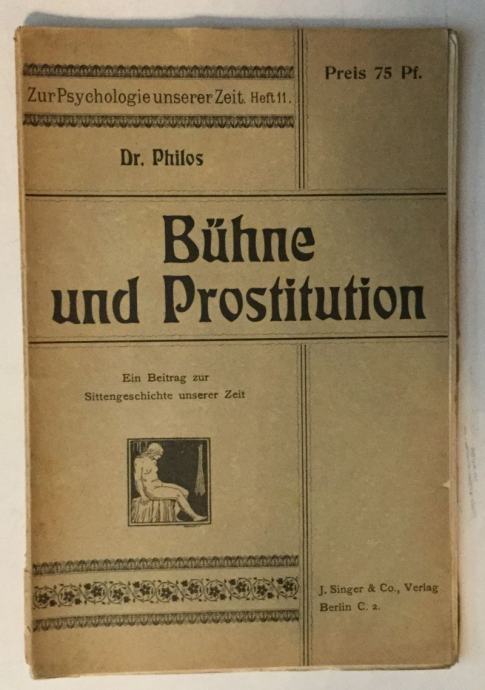 Zur Psychologie unserer Zeit. Heft 11.
Preis 75 Pf.
Dr. Philos
Bühne
und Prostitution
Ein Beitrag zur
Sittengeschichte unserer Zeit
J. Singer & Co., Verlag
Berlin C. 2.